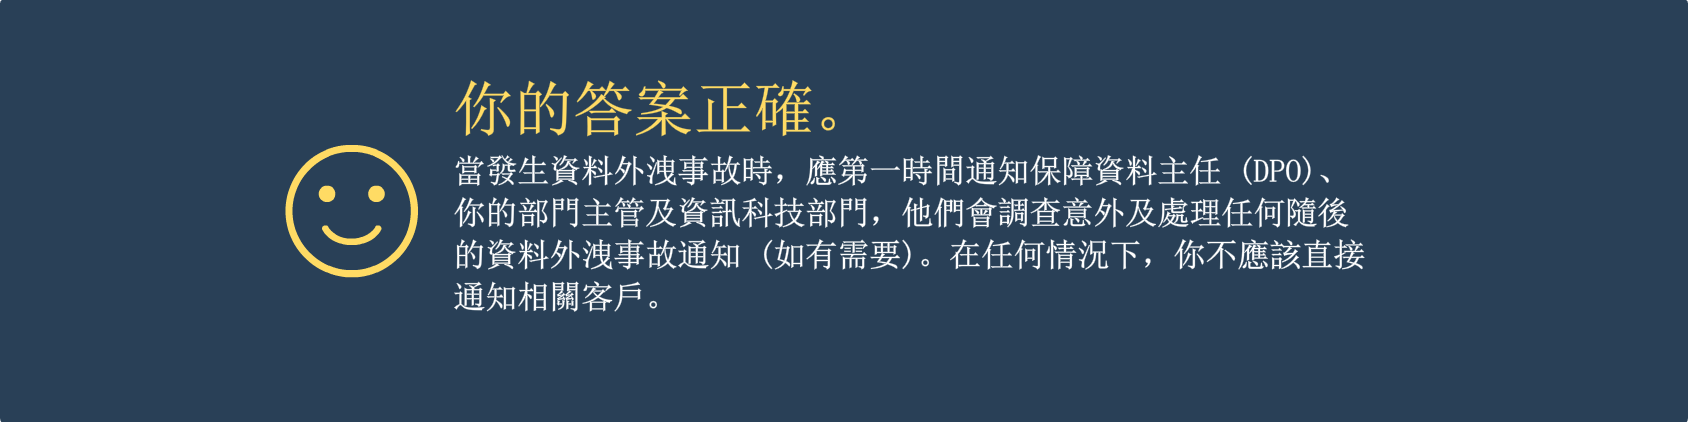 你的答案正確。
當發生資料外洩事故時，應第一時間通知保障資料主任 (DPO)、
你的部門主管及資訊科技部門，他們會調查意外及處理任何隨後
的資料外洩事故通知 (如有需要)。在任何情況下，你不應該直接
通知相關客戶。